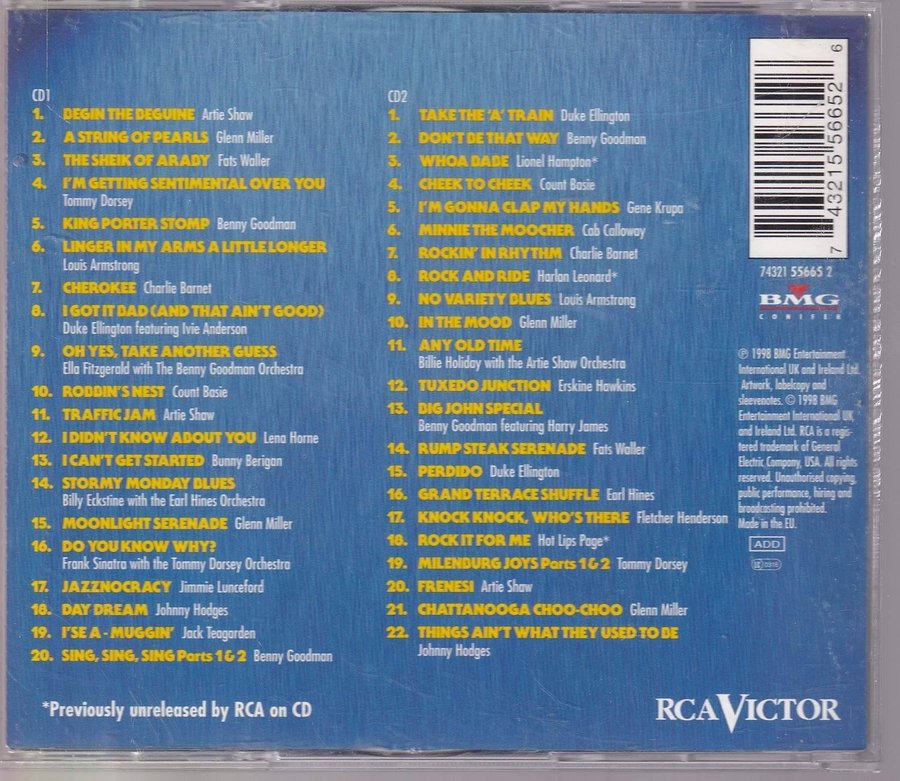 CD1
1. BEGIN THE BEGUINE Artie Shaw
2. A STRING OF PEARLS Glenn Miller
3. THE SHEIK OF ARABY Fats Waller
4. I'M GETTING SENTIMENTAL OVER YOU
Tommy Dorsey
5. KING PORTER STOMP Benny Goodman
6. LINGER IN MY ARMS A LITTLE LONGER
Louis Armstrong
7. CHEROKEE Charlie Barnet
8. I GOT IT BAD (AND THAT AIN'T GOOD)
Duke Ellington featuring Ivie Anderson
9. OH YES, TAKE ANOTHER GUESS
Ella Fitzgerald with The Benny Goodman Orchestra
10. ROBBIN'S NEST Count Basie
11. TRAFFIC JAM Artie Shaw
12. I DIDN'T KNOW ABOUT YOU Lena Horne
13. I CAN'T GET STARTED Bunny Berigan
14. STORMY MONDAY BLUES
Billy Eckstine with the Earl Hines Orchestra
15. MOONLIGHT SERENADE Glenn Miller
16. DO YOU KNOW WHY?
Frank Sinatra with the Tommy Dorsey Orchestra
17. JAZZNOCRACY Jimmie Lunceford
18. DAY DREAM Johnny Hodges
19. I'SE A - MUGGIN' Jack Teagarden
20. SING, SING, SING Parts 1 & 2 Benny Goodman
CD2
1. TAKE THE 'A' TRAIN Duke Ellington
2. DON'T BE THAT WAY Benny Goodman
3. WHOA BABE Lionel Hampton*
4. CHEEK TO CHEEK Count Basie
5. I'M GONNA CLAP MY HANDS Gene Krupa
6. MINNIE THE MOOCHER Cab Calloway
7. ROCKIN' IN RHYTHM Charlie Barnet
8. ROCK AND RIDE Harlan Leonard*
9. NO VARIETY BLUES Louis Armstrong
10. IN THE MOOD Glenn Miller
11. ANY OLD TIME
Billie Holiday with the Artie Shaw Orchestra
12. TUXEDO JUNCTION Erskine Hawkins
13. BIG JOHN SPECIAL
Benny Goodman featuring Harry James
14. RUMP STEAK SERENADE Fats Waller
15. PERDIDO Duke Ellington
16. GRAND TERRACE SHUFFLE Earl Hines
17. KNOCK KNOCK, WHO'S THERE Fletcher Henderson
18. ROCK IT FOR ME Hot Lips Page*
19. MILENBURG JOYS Parts 1 & 2 Tommy Dorsey
20. FRENESI Artie Shaw
21. CHATTANOOGA CHOO-CHOO Glenn Miller
22. THINGS AIN'T WHAT THEY USED TO BE
Johnny Hodges
7 43215 56652 6
74321 55665 2
BMG
CONIFER
℗ 1998 BMG Entertainment
International UK and Ireland Ltd.
Artwork, labelcopy and
sleevenotes. © 1998 BMG
Entertainment International UK
and Ireland Ltd. RCA is a regis-
tered trademark of General
Electric Company, USA. All rights
reserved. Unauthorised copying,
public performance, hiring and
broadcasting prohibited.
Made in the EU.
ADD
*Previously unreleased by RCA on CD
RCA VICTOR